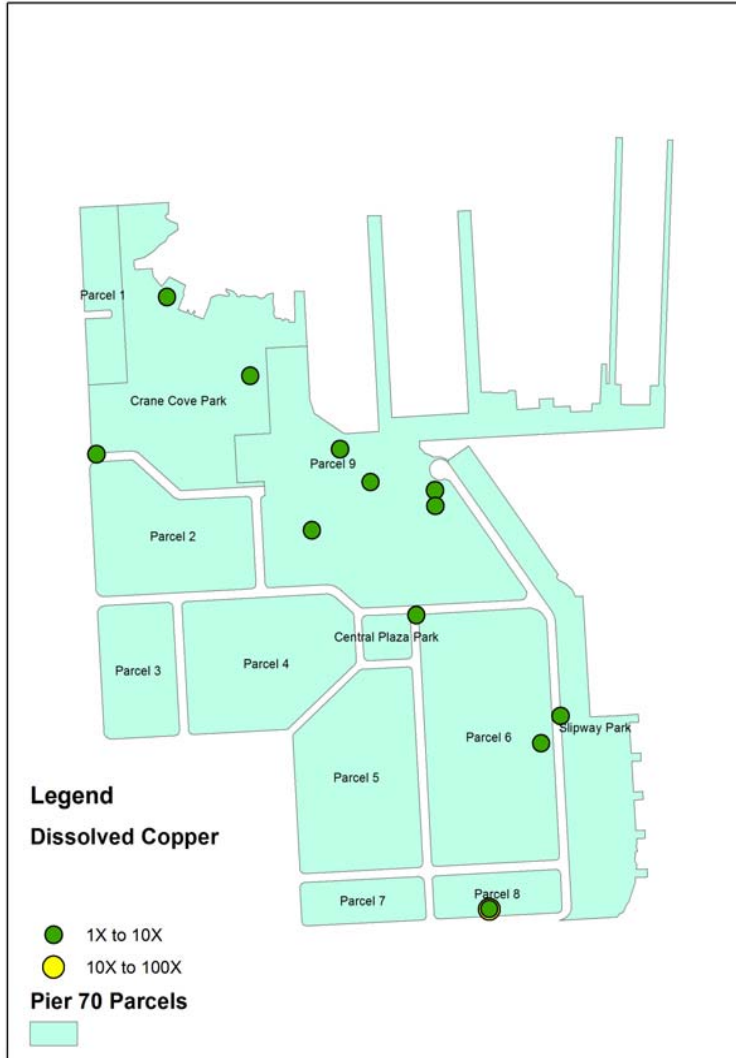 Parcel 1
Crane Cove Park
Parcel 9
Parcel 2
Central Plaza Park
Parcel 3
Parcel 4
Slipway Park
Parcel 6
Parcel 5
Legend
Dissolved Copper
Parcel 7
Parcel 8
1X to 10X
10X to 100X
Pier 70 Parcels